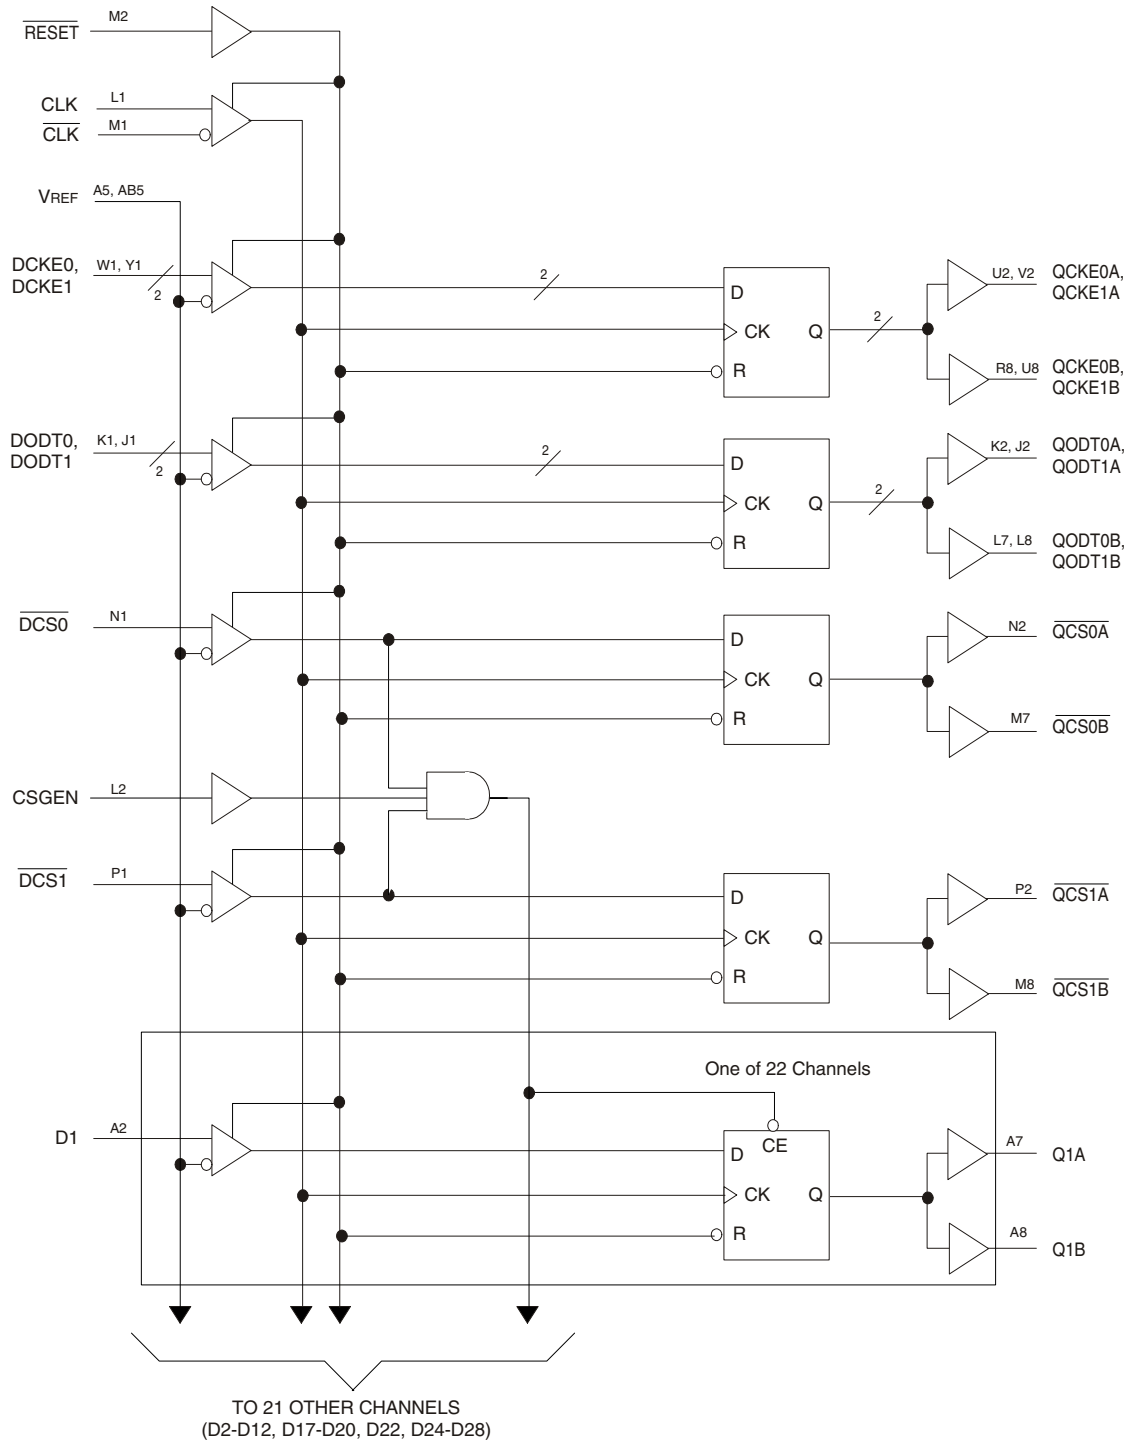 RESET
M2
CLK
L1
CLK
M1
VREF
A5, AB5
DCKE0,
DCKE1
W1, Y1
2
2
D
CK
R
Q
2
U2, V2
QCKE0A,
QCKE1A
R8, U8
QCKE0B,
QCKE1B
DODT0,
DODT1
K1, J1
2
2
D
CK
R
Q
2
K2, J2
QODT0A,
QODT1A
L7, L8
QODT0B,
QODT1B
DCS0
N1
D
CK
R
Q
N2
QCS0A
M7
QCS0B
CSGEN
L2
DCS1
P1
D
CK
R
Q
P2
QCS1A
M8
QCS1B
One of 22 Channels
D1
A2
D
CE
CK
R
Q
A7
Q1A
A8
Q1B
TO 21 OTHER CHANNELS
(D2-D12, D17-D20, D22, D24-D28)